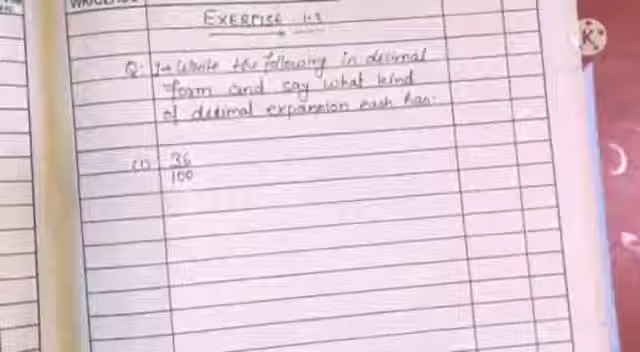 EXERCISE 1.3
Q. 1→ Write the following in decimal
form and say what kind
of decimal expansion each has:
(i) 36
100
K